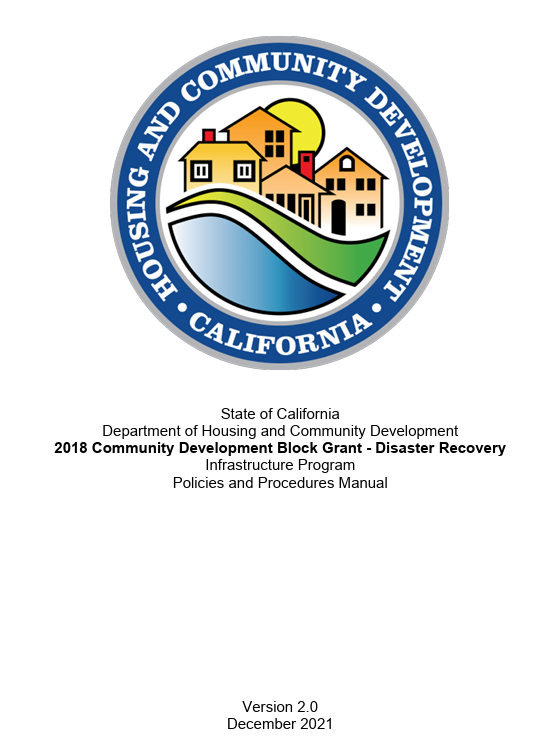 HOUSING AND COMMUNITY DEVELOPMENT
• CALIFORNIA •
State of California
Department of Housing and Community Development
2018 Community Development Block Grant - Disaster Recovery
Infrastructure Program
Policies and Procedures Manual
Version 2.0
December 2021